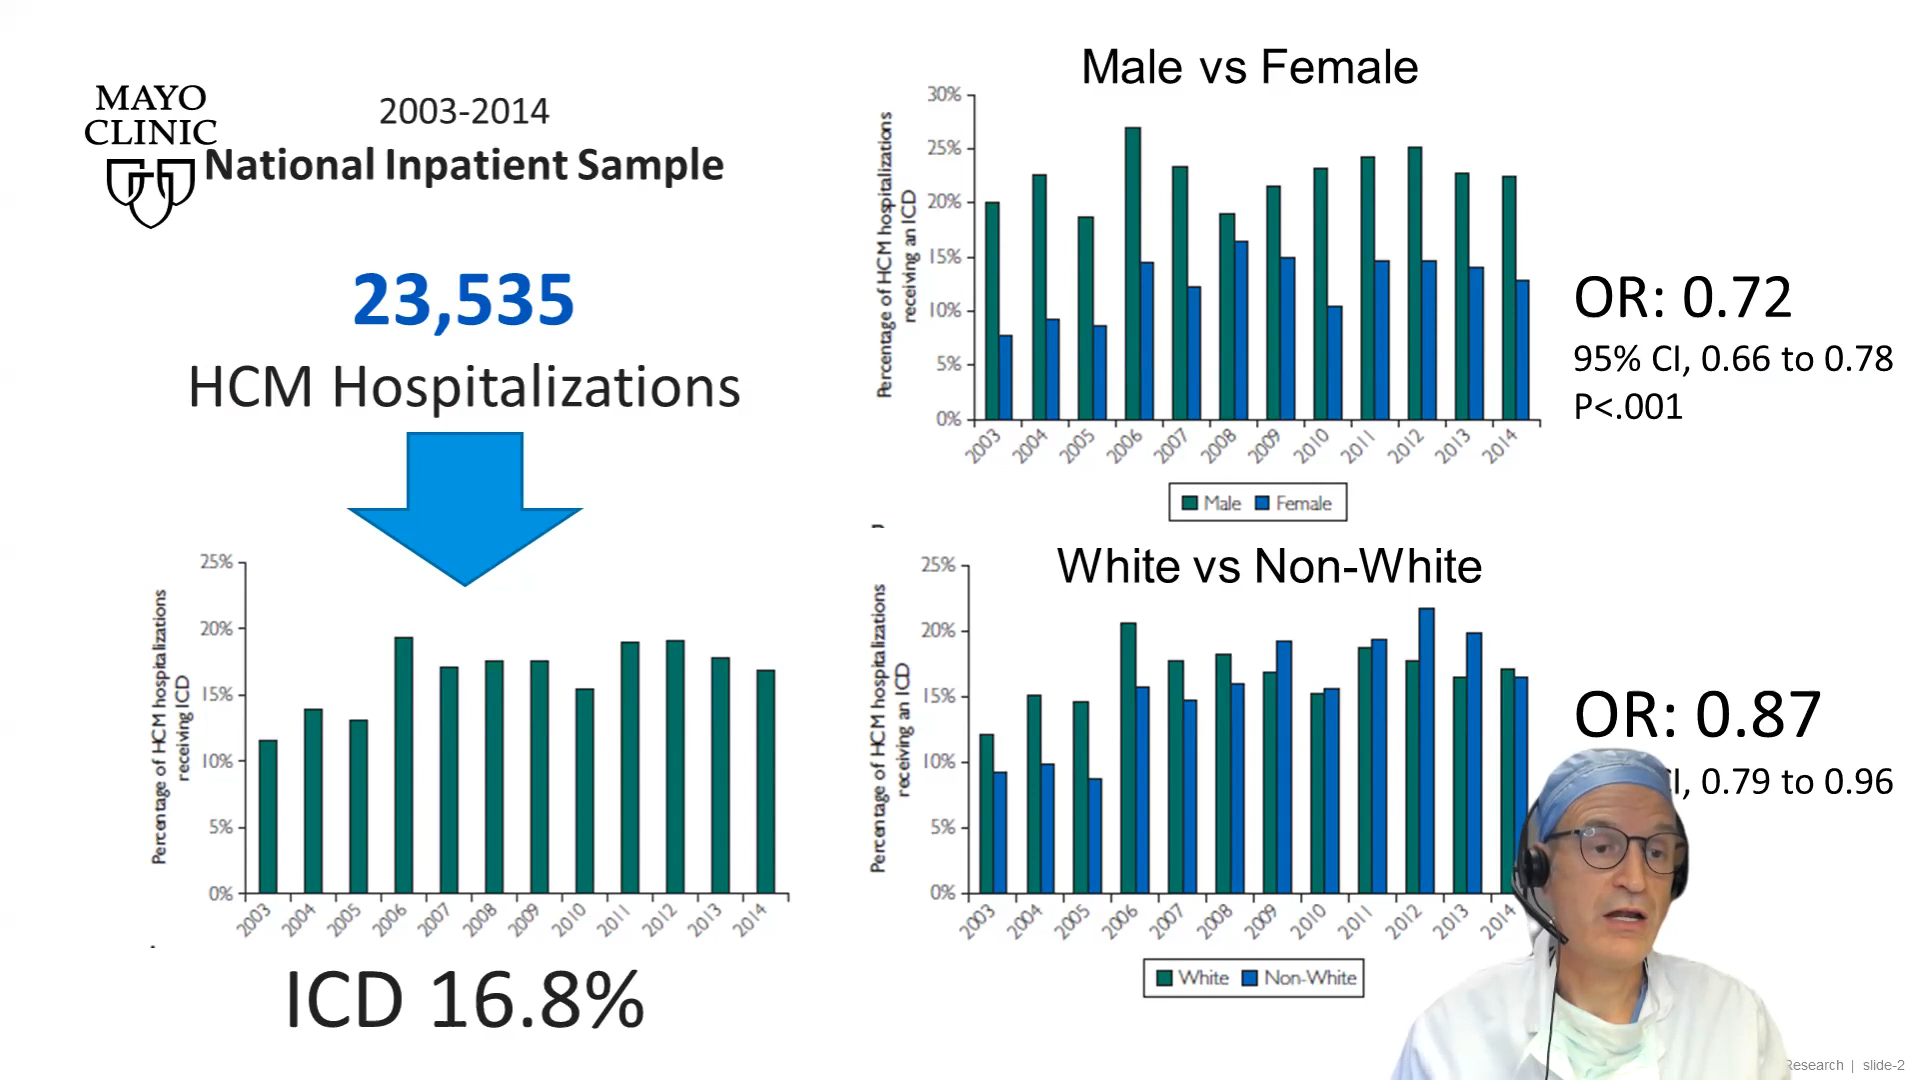 MAYO
CLINIC
2003-2014
National Inpatient Sample
23,535
HCM Hospitalizations
Percentage of HCM hospitalizations
receiving ICD
25%
20%
15%
10%
5%
0%
2003
2004
2005
2006
2007
2008
2009
2010
2011
2012
2013
2014
ICD 16.8%
Male vs Female
Percentage of HCM hospitalizations
receiving an ICD
30%
25%
20%
15%
10%
5%
0%
2003
2004
2005
2006
2007
2008
2009
2010
2011
2012
2013
2014
Male Female
OR: 0.72
95% CI, 0.66 to 0.78
P<.001
White vs Non-White
Percentage of HCM hospitalizations
receiving an ICD
25%
20%
15%
10%
5%
0%
2003
2004
2005
2006
2007
2008
2009
2010
2011
2012
2013
2014
White Non-White
OR: 0.87
0.79 to 0.96
Research | slide-2